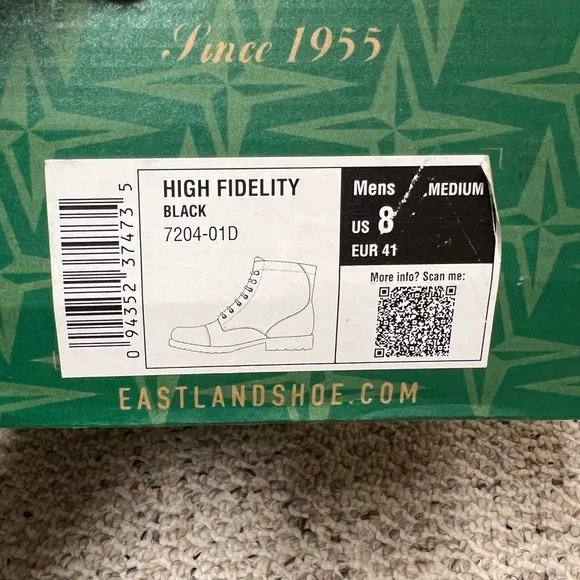 Since 1955
HIGH FIDELITY
BLACK
7204-01D
Mens MEDIUM
US 8
EUR 41
More info? Scan me:
0 94352 37473 5
EASTLANDSHOE.COM